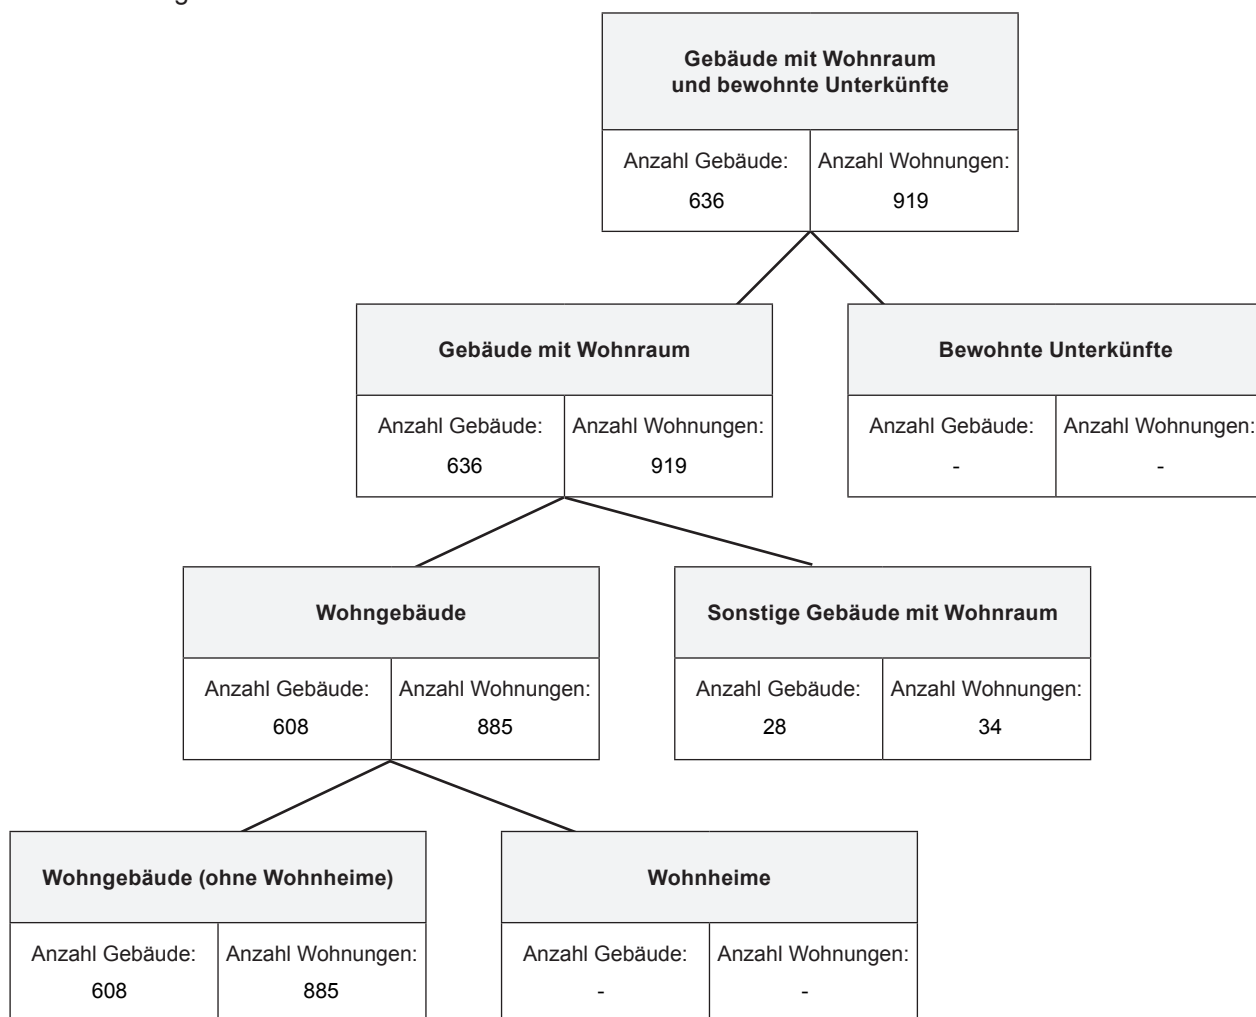 Gebäude mit Wohnraum
und bewohnte Unterkünfte
Anzahl Gebäude: Anzahl Wohnungen:
636 919
Gebäude mit Wohnraum
Bewohnte Unterkünfte
Anzahl Gebäude: Anzahl Wohnungen:
636 919
Anzahl Gebäude: Anzahl Wohnungen:
- -
Wohngebäude
Sonstige Gebäude mit Wohnraum
Anzahl Gebäude: Anzahl Wohnungen:
608 885
Anzahl Gebäude: Anzahl Wohnungen:
28 34
Wohngebäude (ohne Wohnheime)
Wohnheime
Anzahl Gebäude: Anzahl Wohnungen:
608 885
Anzahl Gebäude: Anzahl Wohnungen:
- -